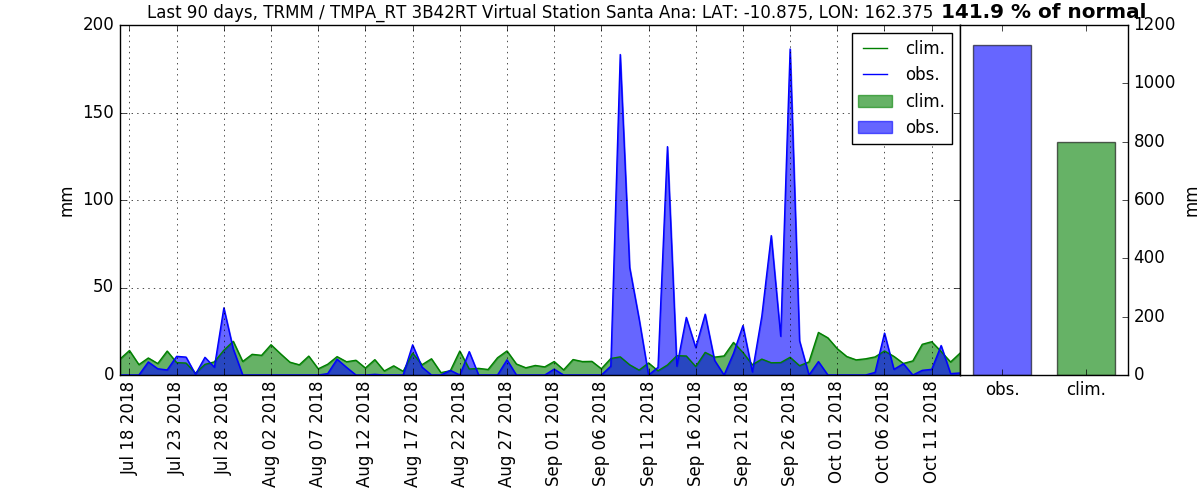 Last 90 days, TRMM / TMPA_RT 3B42RT Virtual Station Santa Ana: LAT: -10.875, LON: 162.375 141.9 % of normal
200
150
100
50
0
mm
clim.
obs.
clim.
obs.
1200
1000
800
600
400
200
0
mm
Jul 18 2018
Jul 23 2018
Jul 28 2018
Aug 02 2018
Aug 07 2018
Aug 12 2018
Aug 17 2018
Aug 22 2018
Aug 27 2018
Sep 01 2018
Sep 06 2018
Sep 11 2018
Sep 16 2018
Sep 21 2018
Sep 26 2018
Oct 01 2018
Oct 06 2018
Oct 11 2018
obs.
clim.